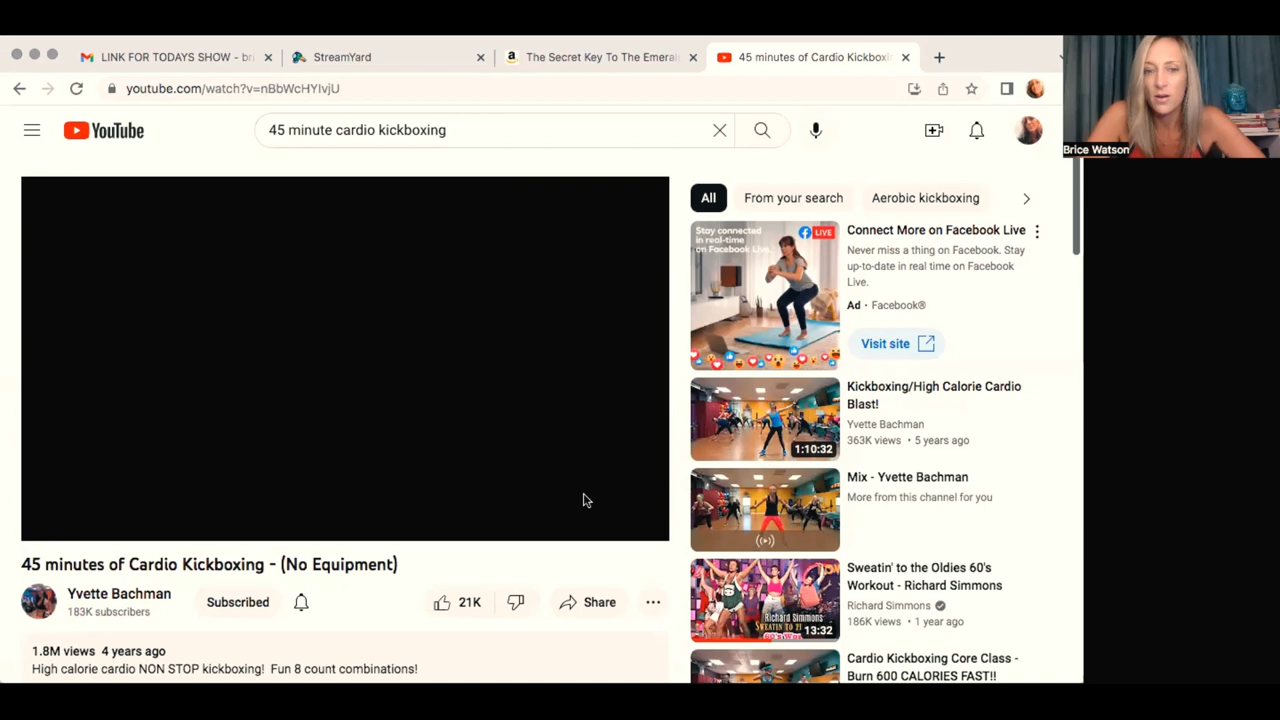 LINK FOR TODAYS SHOW - bri
StreamYard
The Secret Key To The Emeral
45 minutes of Cardio Kickboxin
youtube.com/watch?v=nBbWcHYIvjU
YouTube
45 minute cardio kickboxing
Brice Watson
All
From your search
Aerobic kickboxing
Stay connected
in real-time
on Facebook Live.
LIVE
Connect More on Facebook Live
Never miss a thing on Facebook. Stay
up-to-date in real time on Facebook
Live.
Ad · Facebook®
Visit site
Kickboxing/High Calorie Cardio
Blast!
Yvette Bachman
363K views · 5 years ago
1:10:32
Mix - Yvette Bachman
More from this channel for you
Sweatin' to the Oldies 60's
Workout - Richard Simmons
Richard Simmons
186K views · 1 year ago
Richard Simmons
13:32
Cardio Kickboxing Core Class -
Burn 600 CALORIES FAST!!
45 minutes of Cardio Kickboxing - (No Equipment)
Yvette Bachman
183K subscribers
Subscribed
21K
Share
1.8M views 4 years ago
High calorie cardio NON STOP kickboxing! Fun 8 count combinations!